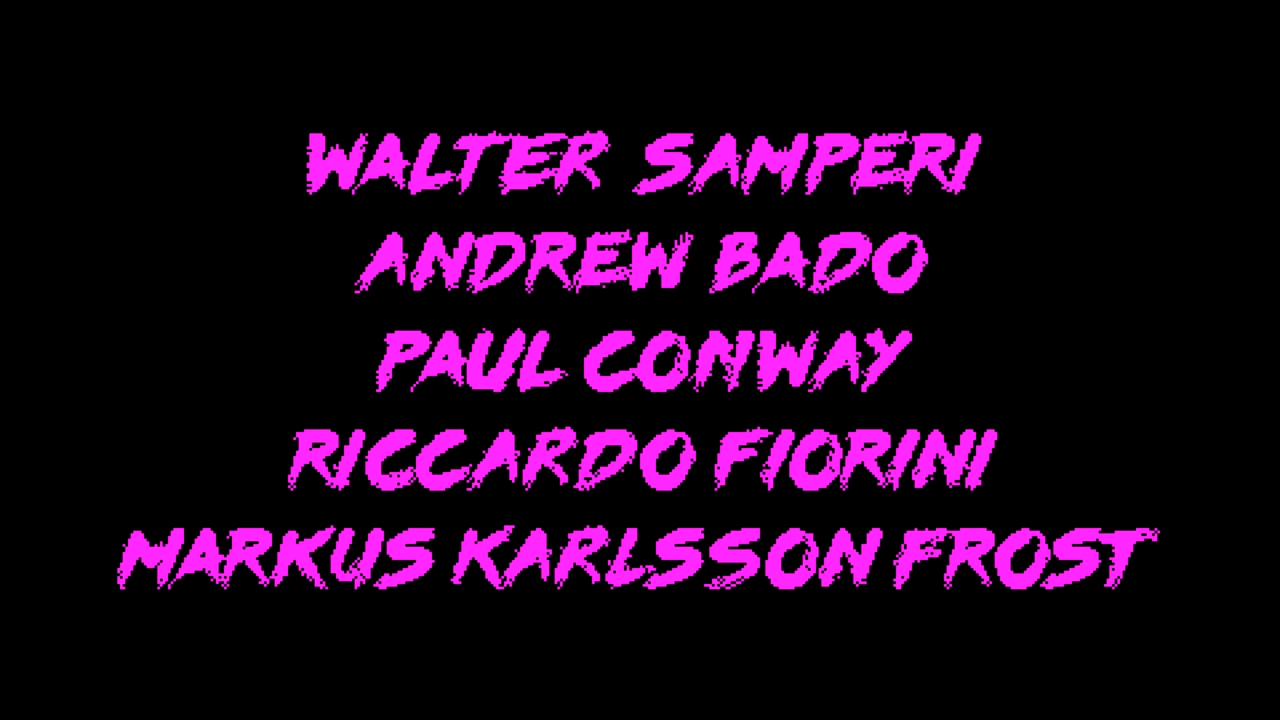 WALTER SAMPERI
ANDREW BADO
PAUL CONWAY
RICCARDO FIORINI
MARKUS KARLSSON FROST